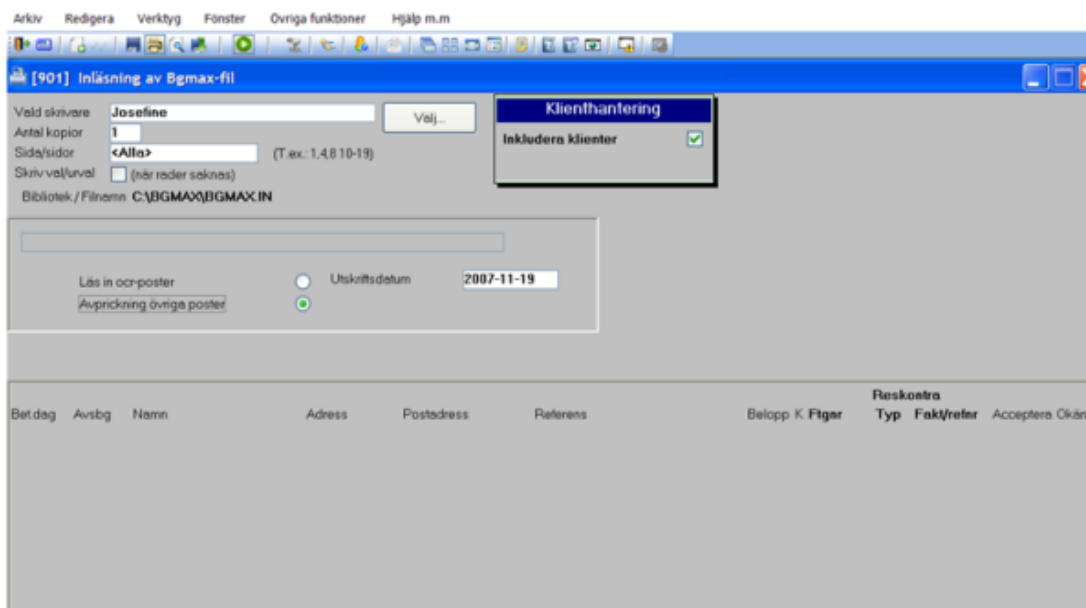 Arkiv Redigera Verktyg Fönster Övriga funktioner Hjälp m.m
[901] Inläsning av Bgmax-fil
Vald skrivare Josefine Välj...
Antal kopior 1
Sida/sidor <Alla> (T.ex.: 1,4,8 10-19)
Skriv val/urval (när rader saknas)
Bibliotek / Filnamn C:\BGMAX\BGMAX.IN
Klienthantering
Inkludera klienter
Läs in ocr-poster Utskriftsdatum 2007-11-19
Avprickning övriga poster
Reskontra
Bet.dag Avsbg Namn Adress Postadress Referens Belopp K Ftgnr Typ Fakt/refnr Acceptera Okän